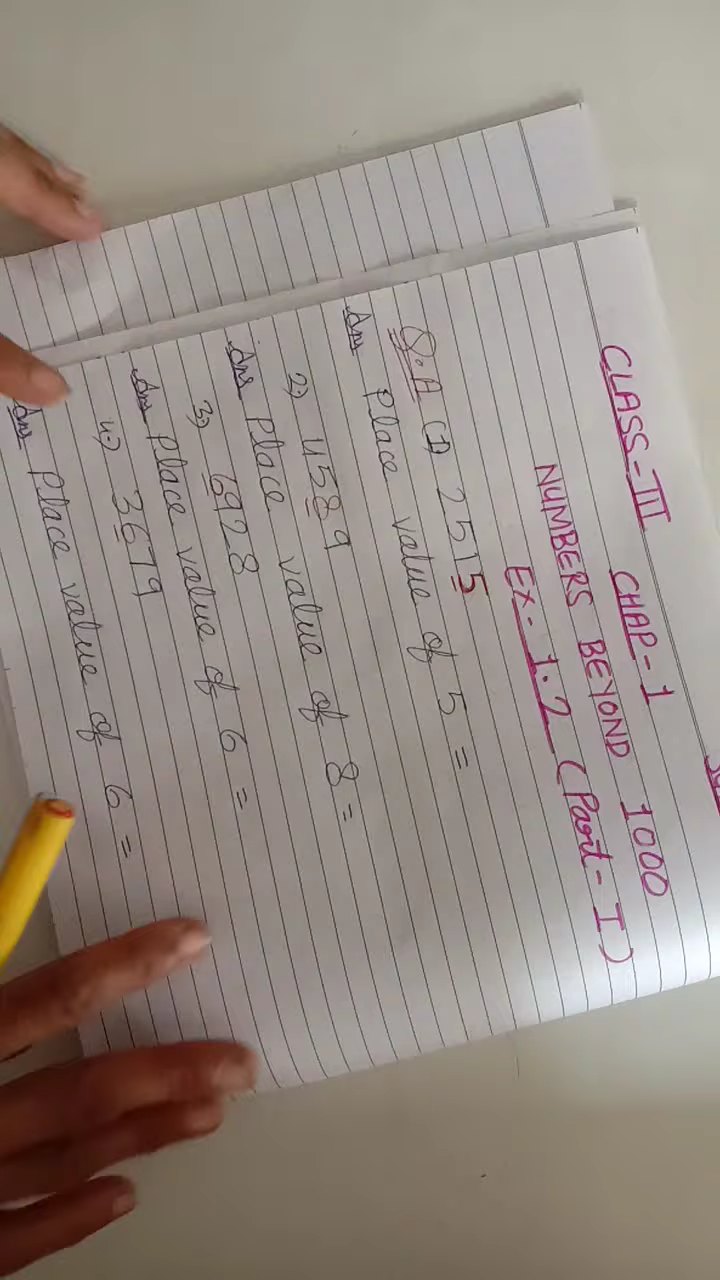 CLASS-III CHAP-1
NUMBERS BEYOND 1000
EX-1.2 (Part-I)
Q.A (1) 2515
Ans Place value of 5 =
2) 4589
Ans Place value of 8 =
3) 6928
Ans Place value of 6 =
4) 3679
Ans Place value of 6 =